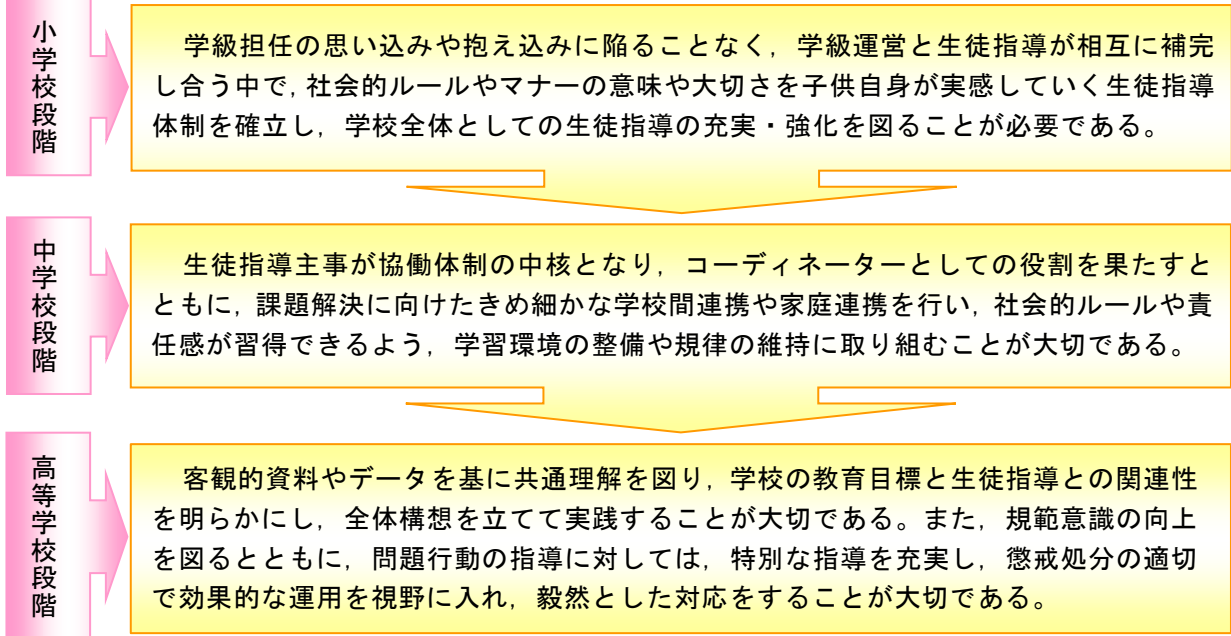 小学校段階
学級担任の思い込みや抱え込みに陥ることなく，学級運営と生徒指導が相互に補完
し合う中で，社会的ルールやマナーの意味や大切さを子供自身が実感していく生徒指導
体制を確立し，学校全体としての生徒指導の充実・強化を図ることが必要である。
中学校段階
生徒指導主事が協働体制の中核となり，コーディネーターとしての役割を果たすと
ともに，課題解決に向けたきめ細かな学校間連携や家庭連携を行い，社会的ルールや責
任感が習得できるよう，学習環境の整備や規律の維持に取り組むことが大切である。
高等学校段階
客観的資料やデータを基に共通理解を図り，学校の教育目標と生徒指導との関連性
を明らかにし，全体構想を立てて実践することが大切である。また，規範意識の向上
を図るとともに，問題行動の指導に対しては，特別な指導を充実し，懲戒処分の適切
で効果的な運用を視野に入れ，毅然とした対応をすることが大切である。